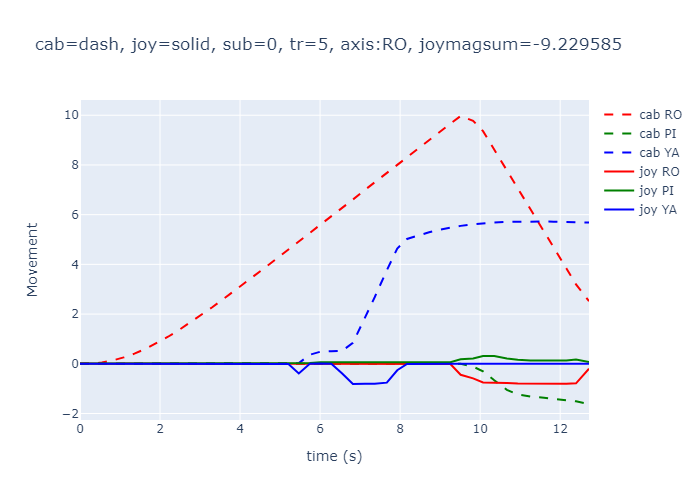 cab=dash, joy=solid, sub=0, tr=5, axis:RO, joymagsum=-9.229585
10
8
6
4
2
0
−2
Movement
0
2
4
6
8
10
12
time (s)
cab RO
cab PI
cab YA
joy RO
joy PI
joy YA